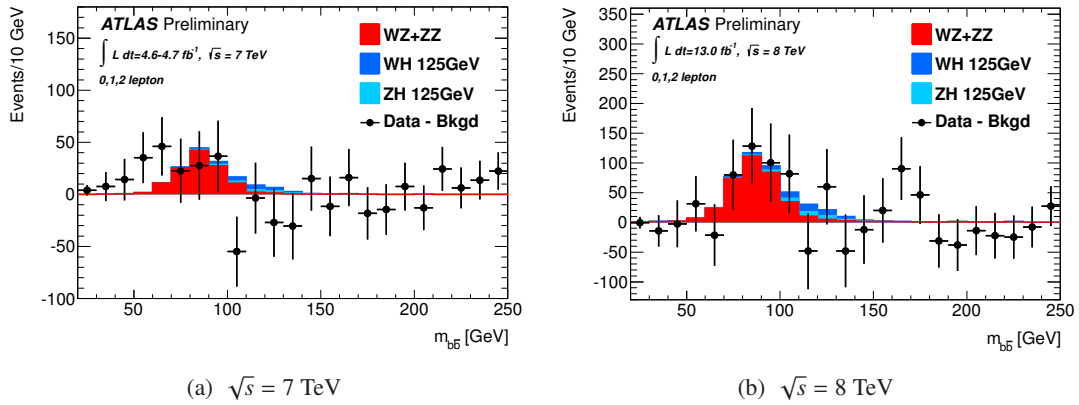 ATLAS Preliminary
∫ L dt=4.6-4.7 fb⁻¹, √s = 7 TeV
0,1,2 lepton
WZ+ZZ
WH 125GeV
ZH 125GeV
Data - Bkgd
Events/10 GeV
150
100
50
0
-50
-100
50 100 150 200 250
m_bb̄ [GeV]
(a) √s = 7 TeV
ATLAS Preliminary
∫ L dt=13.0 fb⁻¹, √s = 8 TeV
0,1,2 lepton
WZ+ZZ
WH 125GeV
ZH 125GeV
Data - Bkgd
Events/10 GeV
350
300
250
200
150
100
50
0
-50
-100
50 100 150 200 250
m_bb̄ [GeV]
(b) √s = 8 TeV